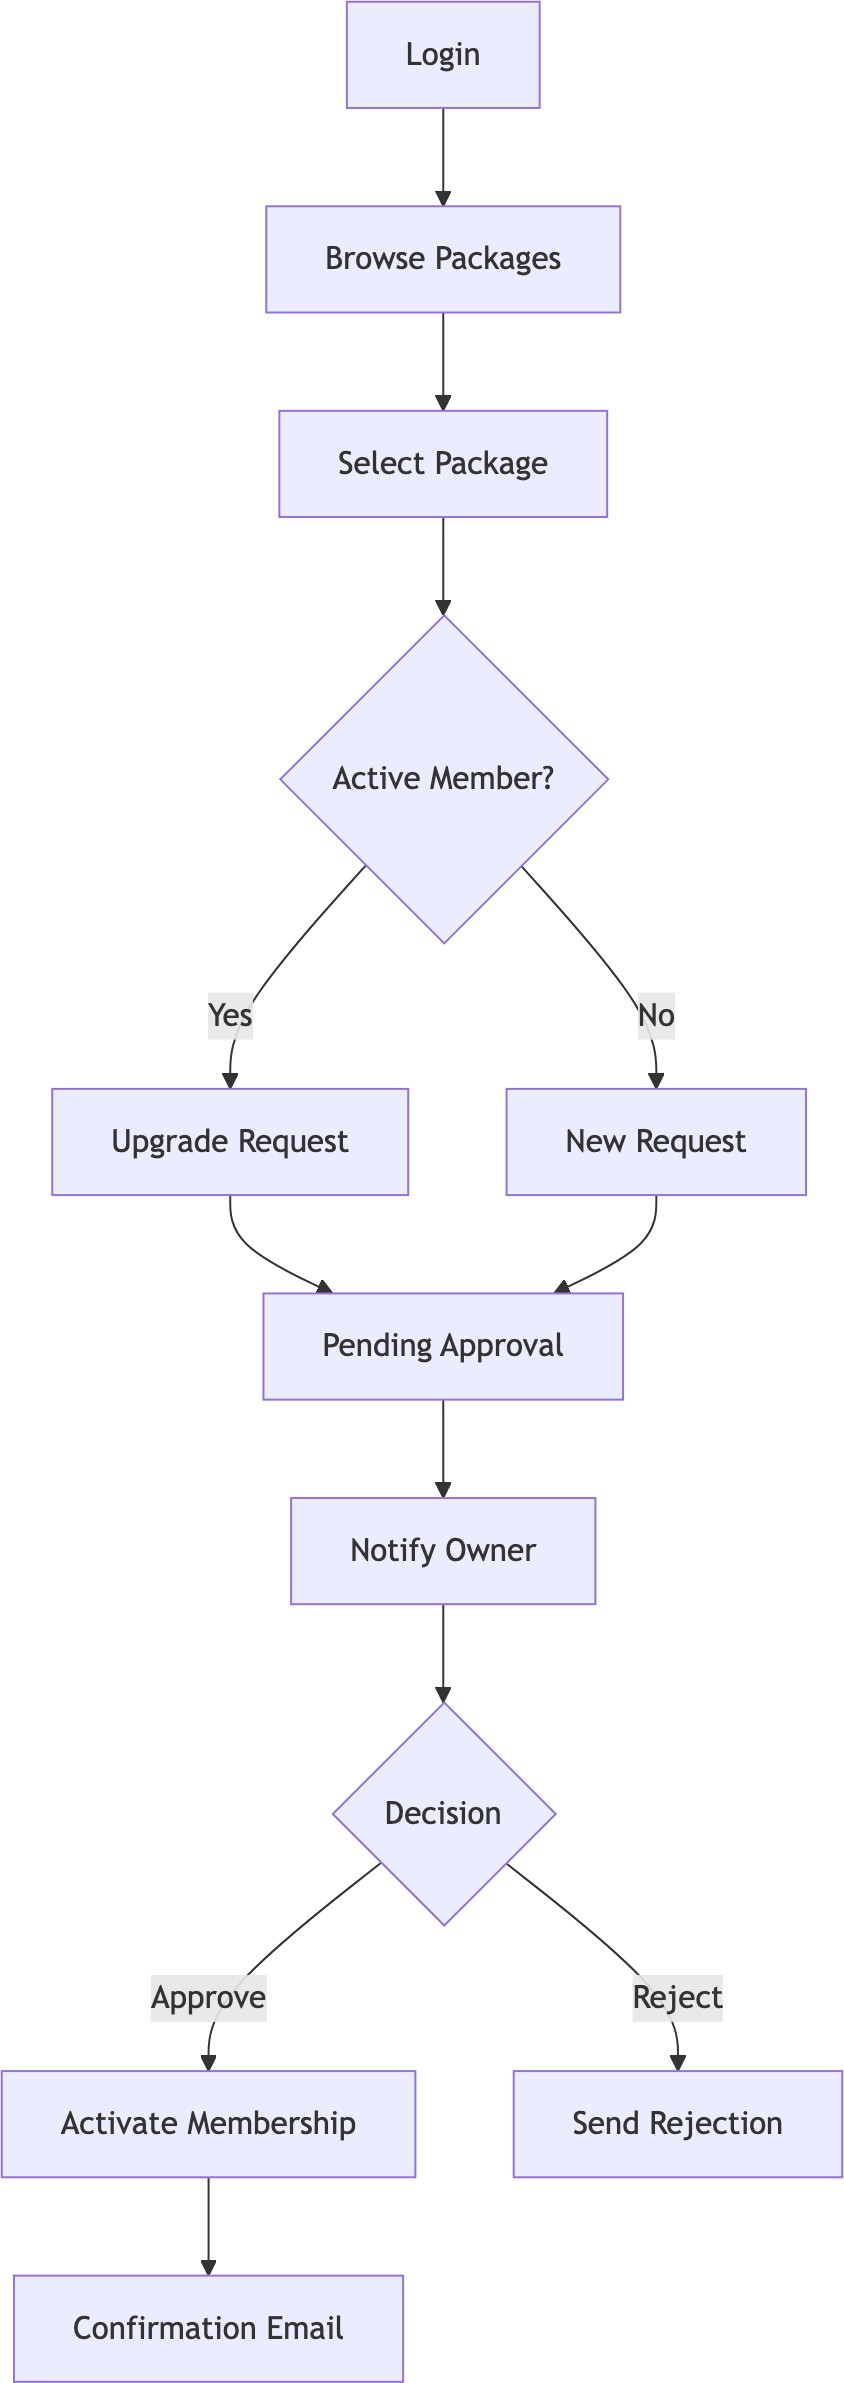 Login
Browse Packages
Select Package
Active Member?
Yes
No
Upgrade Request
New Request
Pending Approval
Notify Owner
Decision
Approve
Reject
Activate Membership
Send Rejection
Confirmation Email